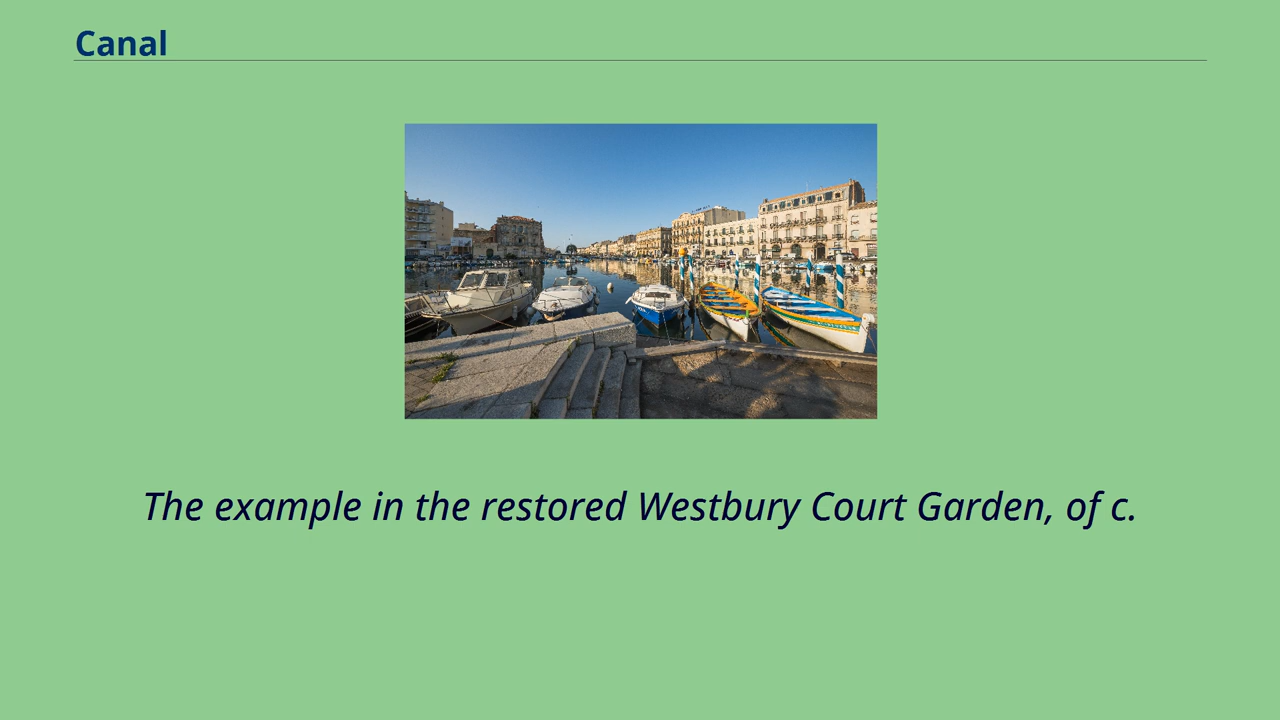 Canal
The example in the restored Westbury Court Garden, of c.